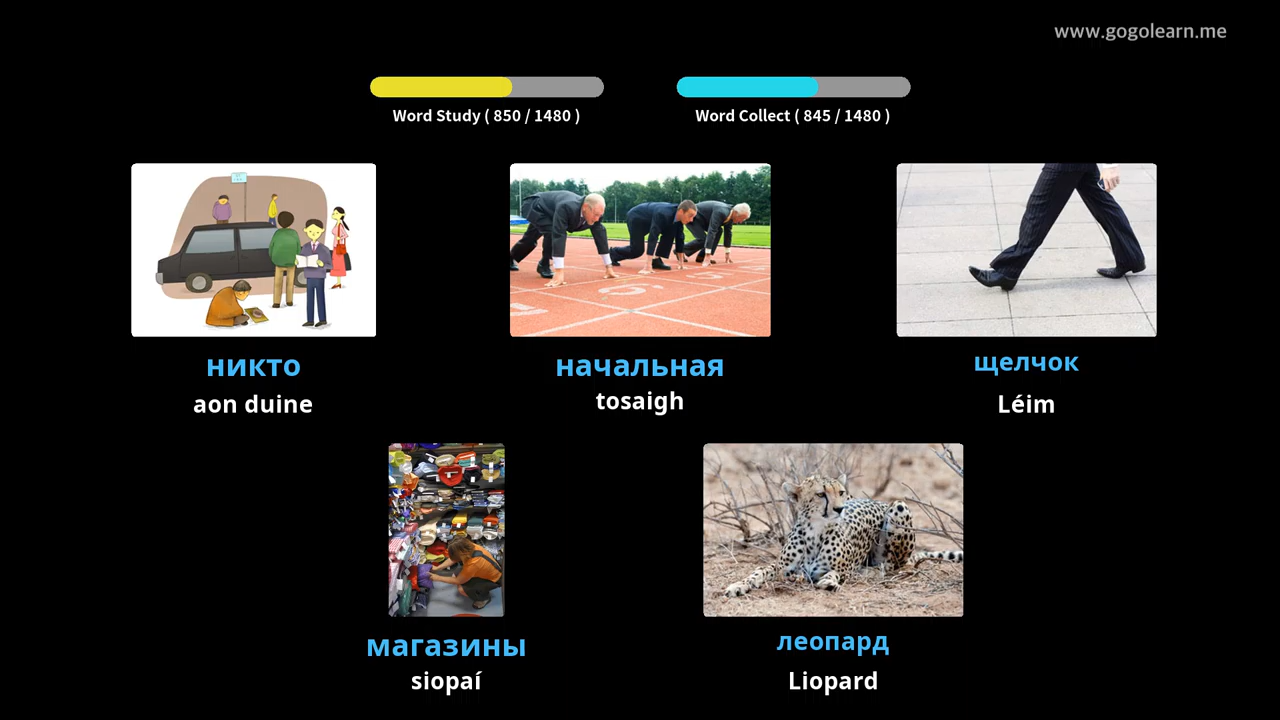 www.gogolearn.me
Word Study ( 850 / 1480 )
Word Collect ( 845 / 1480 )
никто
aon duine
начальная
tosaigh
щелчок
Léim
магазины
siopaí
леопард
Liopard